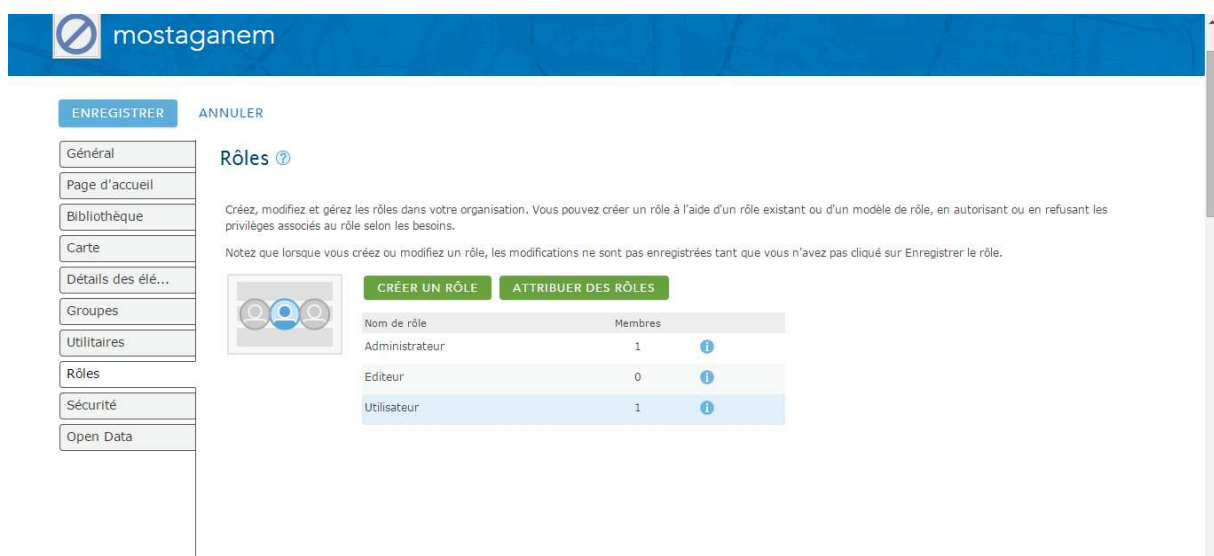 mostaganem
ENREGISTRER ANNULER
Général
Page d'accueil
Bibliothèque
Carte
Détails des élé...
Groupes
Utilitaires
Rôles
Sécurité
Open Data
Rôles ?
Créez, modifiez et gérez les rôles dans votre organisation. Vous pouvez créer un rôle à l'aide d'un rôle existant ou d'un modèle de rôle, en autorisant ou en refusant les
privilèges associés au rôle selon les besoins.
Notez que lorsque vous créez ou modifiez un rôle, les modifications ne sont pas enregistrées tant que vous n'avez pas cliqué sur Enregistrer le rôle.
CRÉER UN RÔLE ATTRIBUER DES RÔLES
Nom de rôle Membres
Administrateur 1 i
Editeur 0 i
Utilisateur 1 i